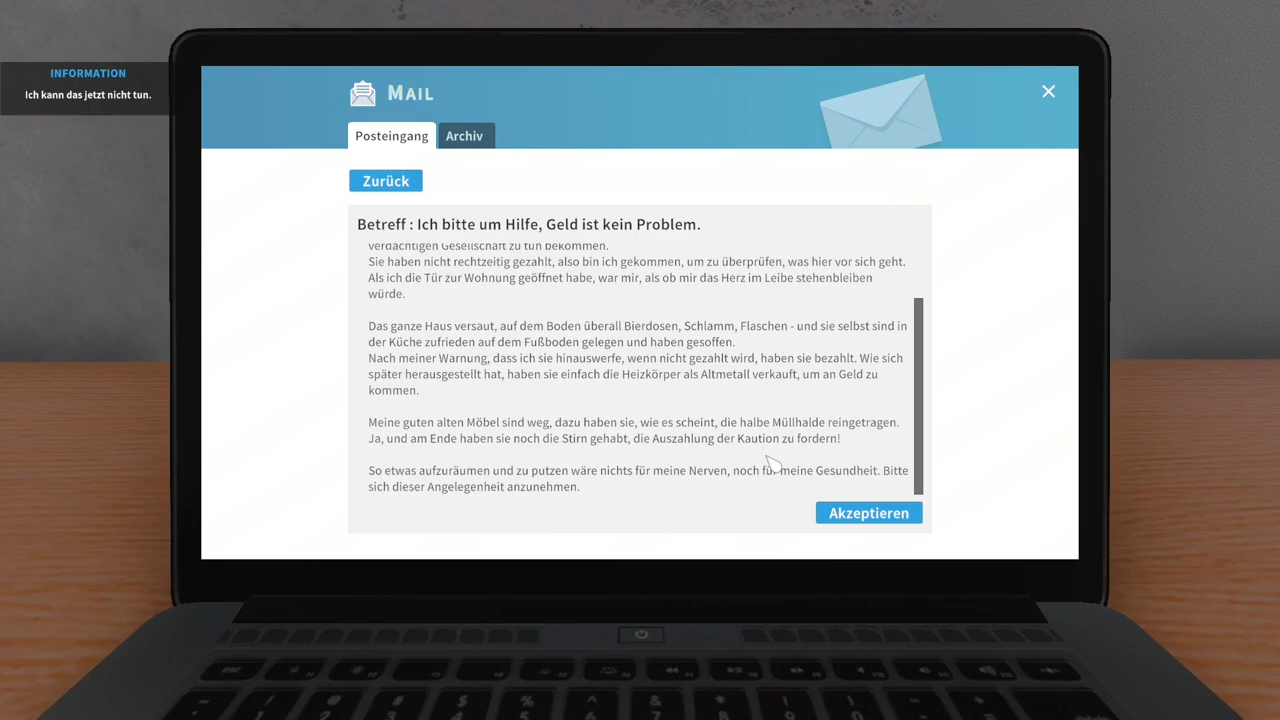 INFORMATION
Ich kann das jetzt nicht tun.
MAIL
Posteingang
Archiv
Zurück
Betreff : Ich bitte um Hilfe, Geld ist kein Problem.
verdächtigen Gesellschaft zu tun bekommen.
Sie haben nicht rechtzeitig gezahlt, also bin ich gekommen, um zu überprüfen, was hier vor sich geht.
Als ich die Tür zur Wohnung geöffnet habe, war mir, als ob mir das Herz im Leibe stehenbleiben
würde.
Das ganze Haus versaut, auf dem Boden überall Bierdosen, Schlamm, Flaschen - und sie selbst sind in
der Küche zufrieden auf dem Fußboden gelegen und haben gesoffen.
Nach meiner Warnung, dass ich sie hinauswerfe, wenn nicht gezahlt wird, haben sie bezahlt. Wie sich
später herausgestellt hat, haben sie einfach die Heizkörper als Altmetall verkauft, um an Geld zu
kommen.
Meine guten alten Möbel sind weg, dazu haben sie, wie es scheint, die halbe Müllhalde reingetragen.
Ja, und am Ende haben sie noch die Stirn gehabt, die Auszahlung der Kaution zu fordern!
So etwas aufzuräumen und zu putzen wäre nichts für meine Nerven, noch für meine Gesundheit. Bitte
sich dieser Angelegenheit anzunehmen.
Akzeptieren